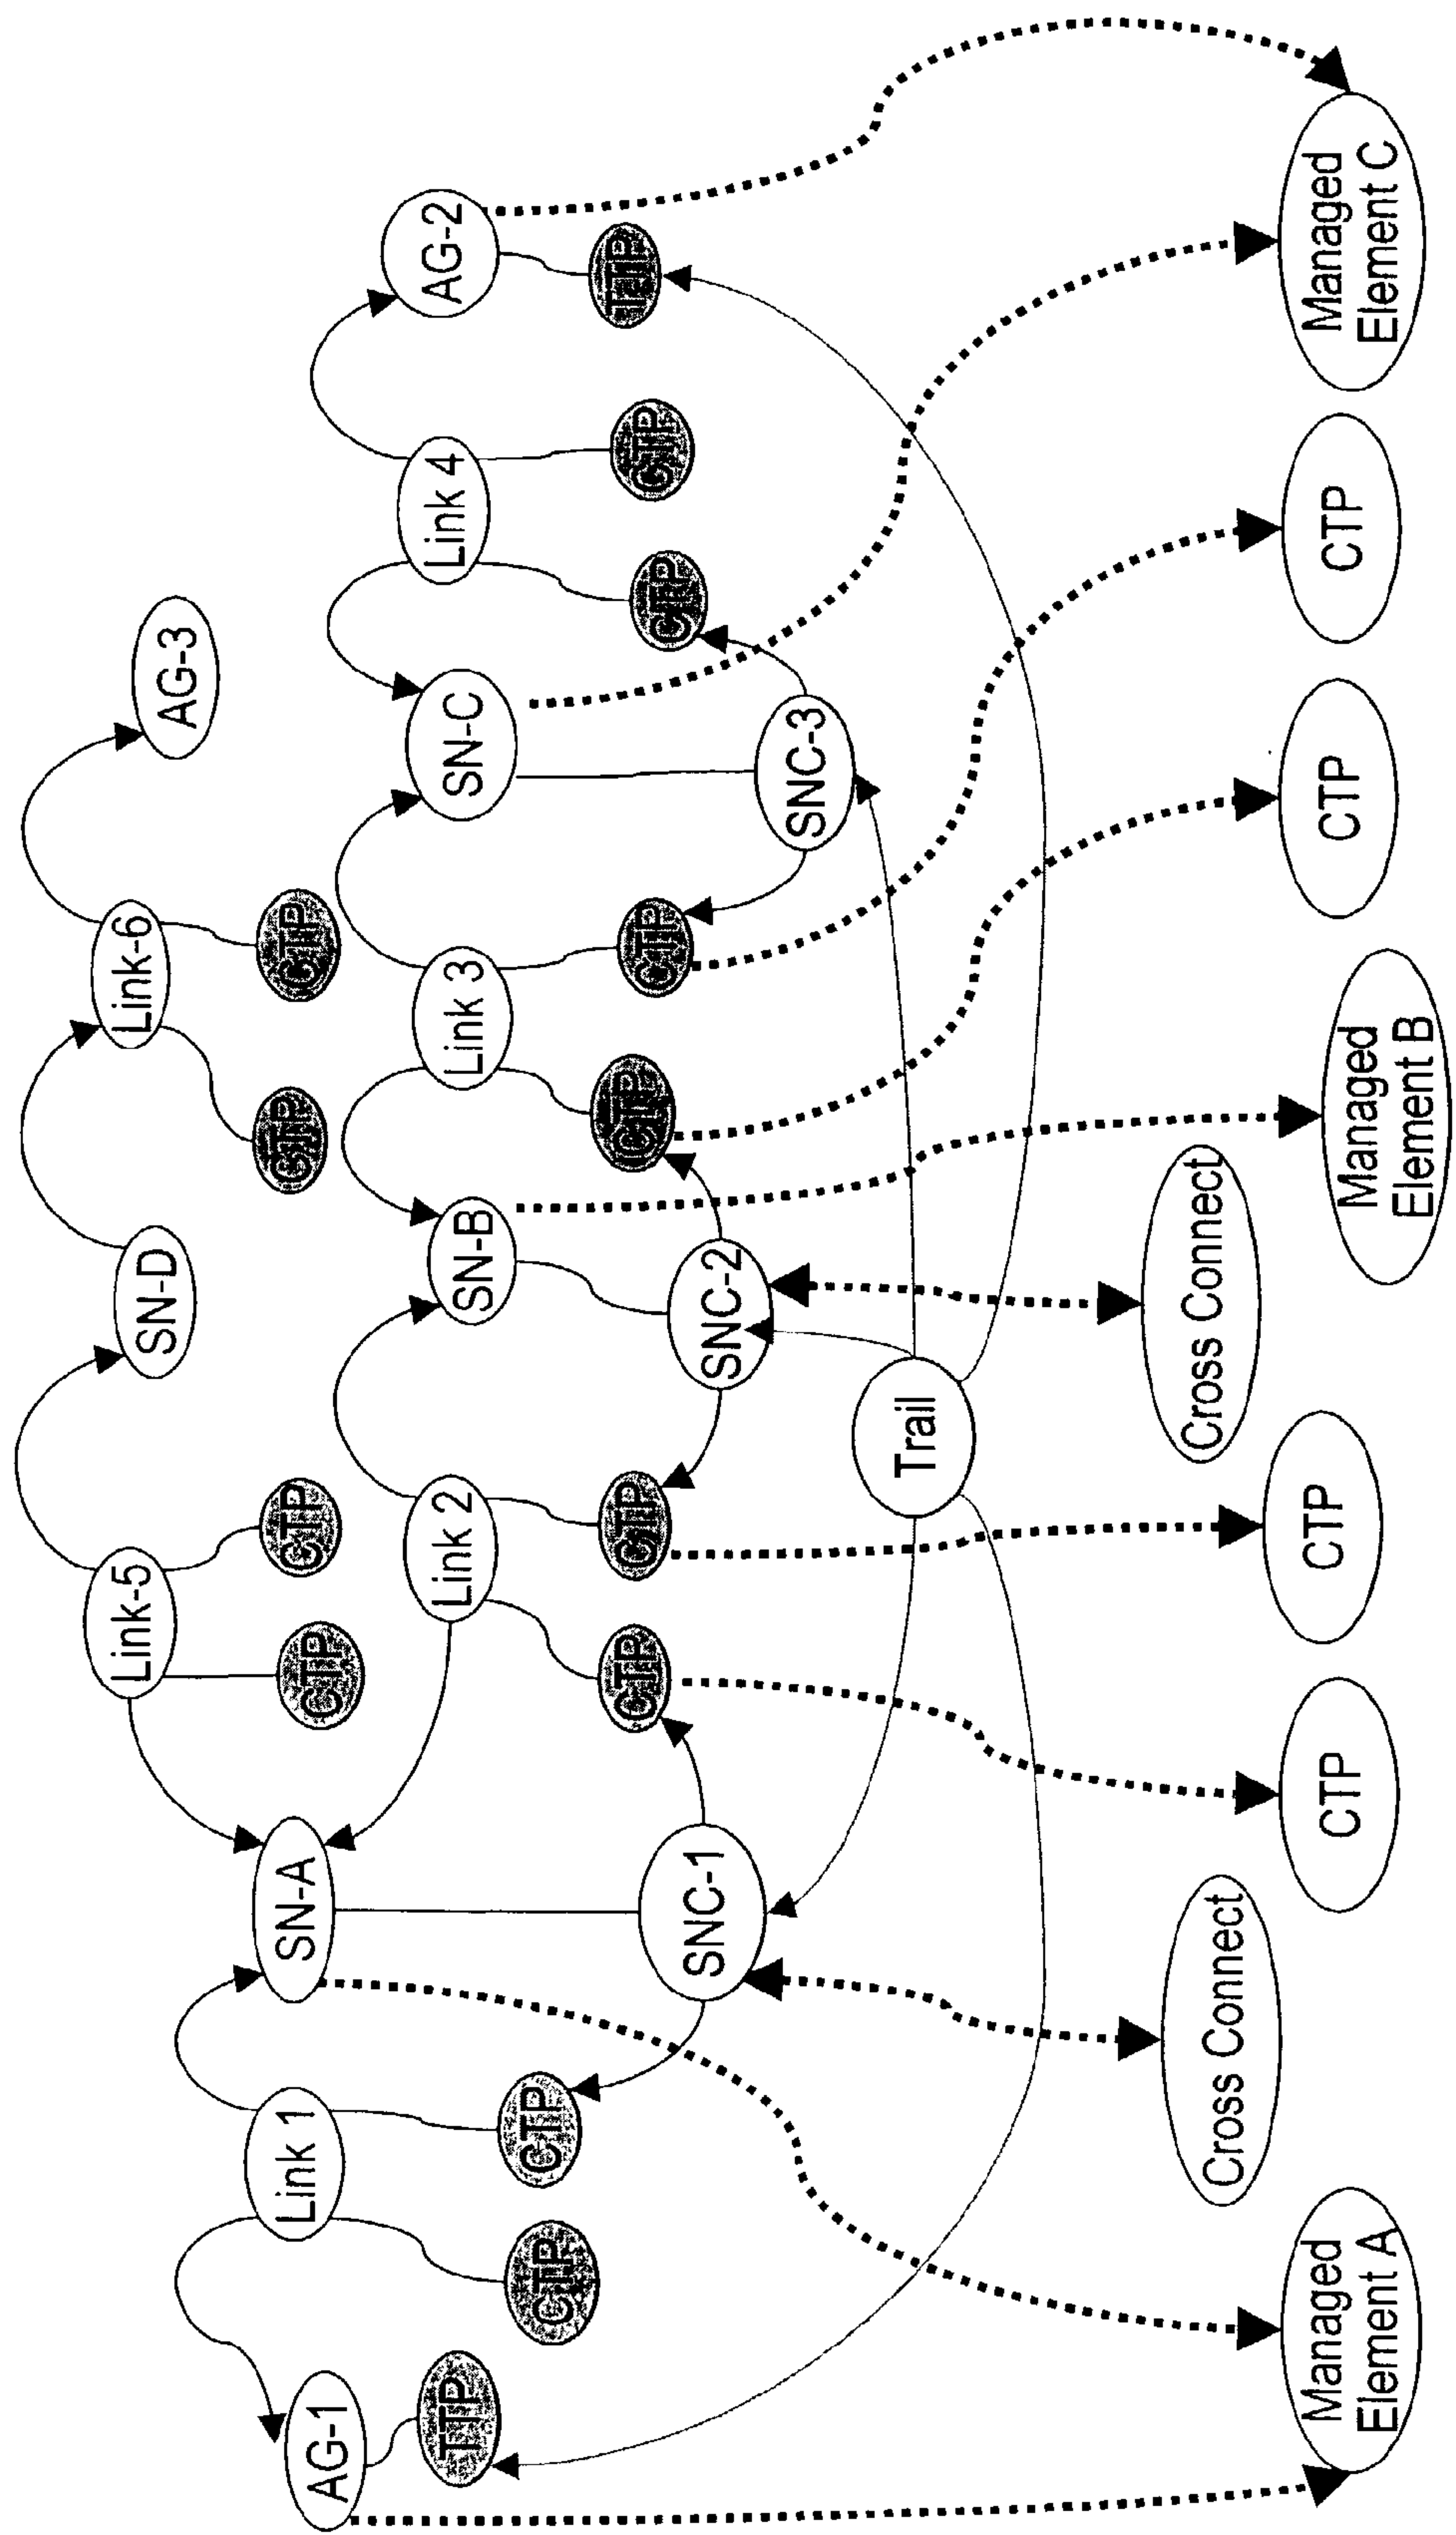 Link-5
SN-D
Link-6
AG-3
CTP
CTP
CTP
CTP
AG-1
Link 1
SN-A
Link 2
SN-B
Link 3
SN-C
Link 4
AG-2
TTP
CTP
CTP
CTP
CTP
CTP
CTP
CTP
CTP
TTP
SNC-1
SNC-2
SNC-3
Trail
Cross Connect
Cross Connect
Managed
Element A
CTP
CTP
Managed
Element B
CTP
CTP
Managed
Element C